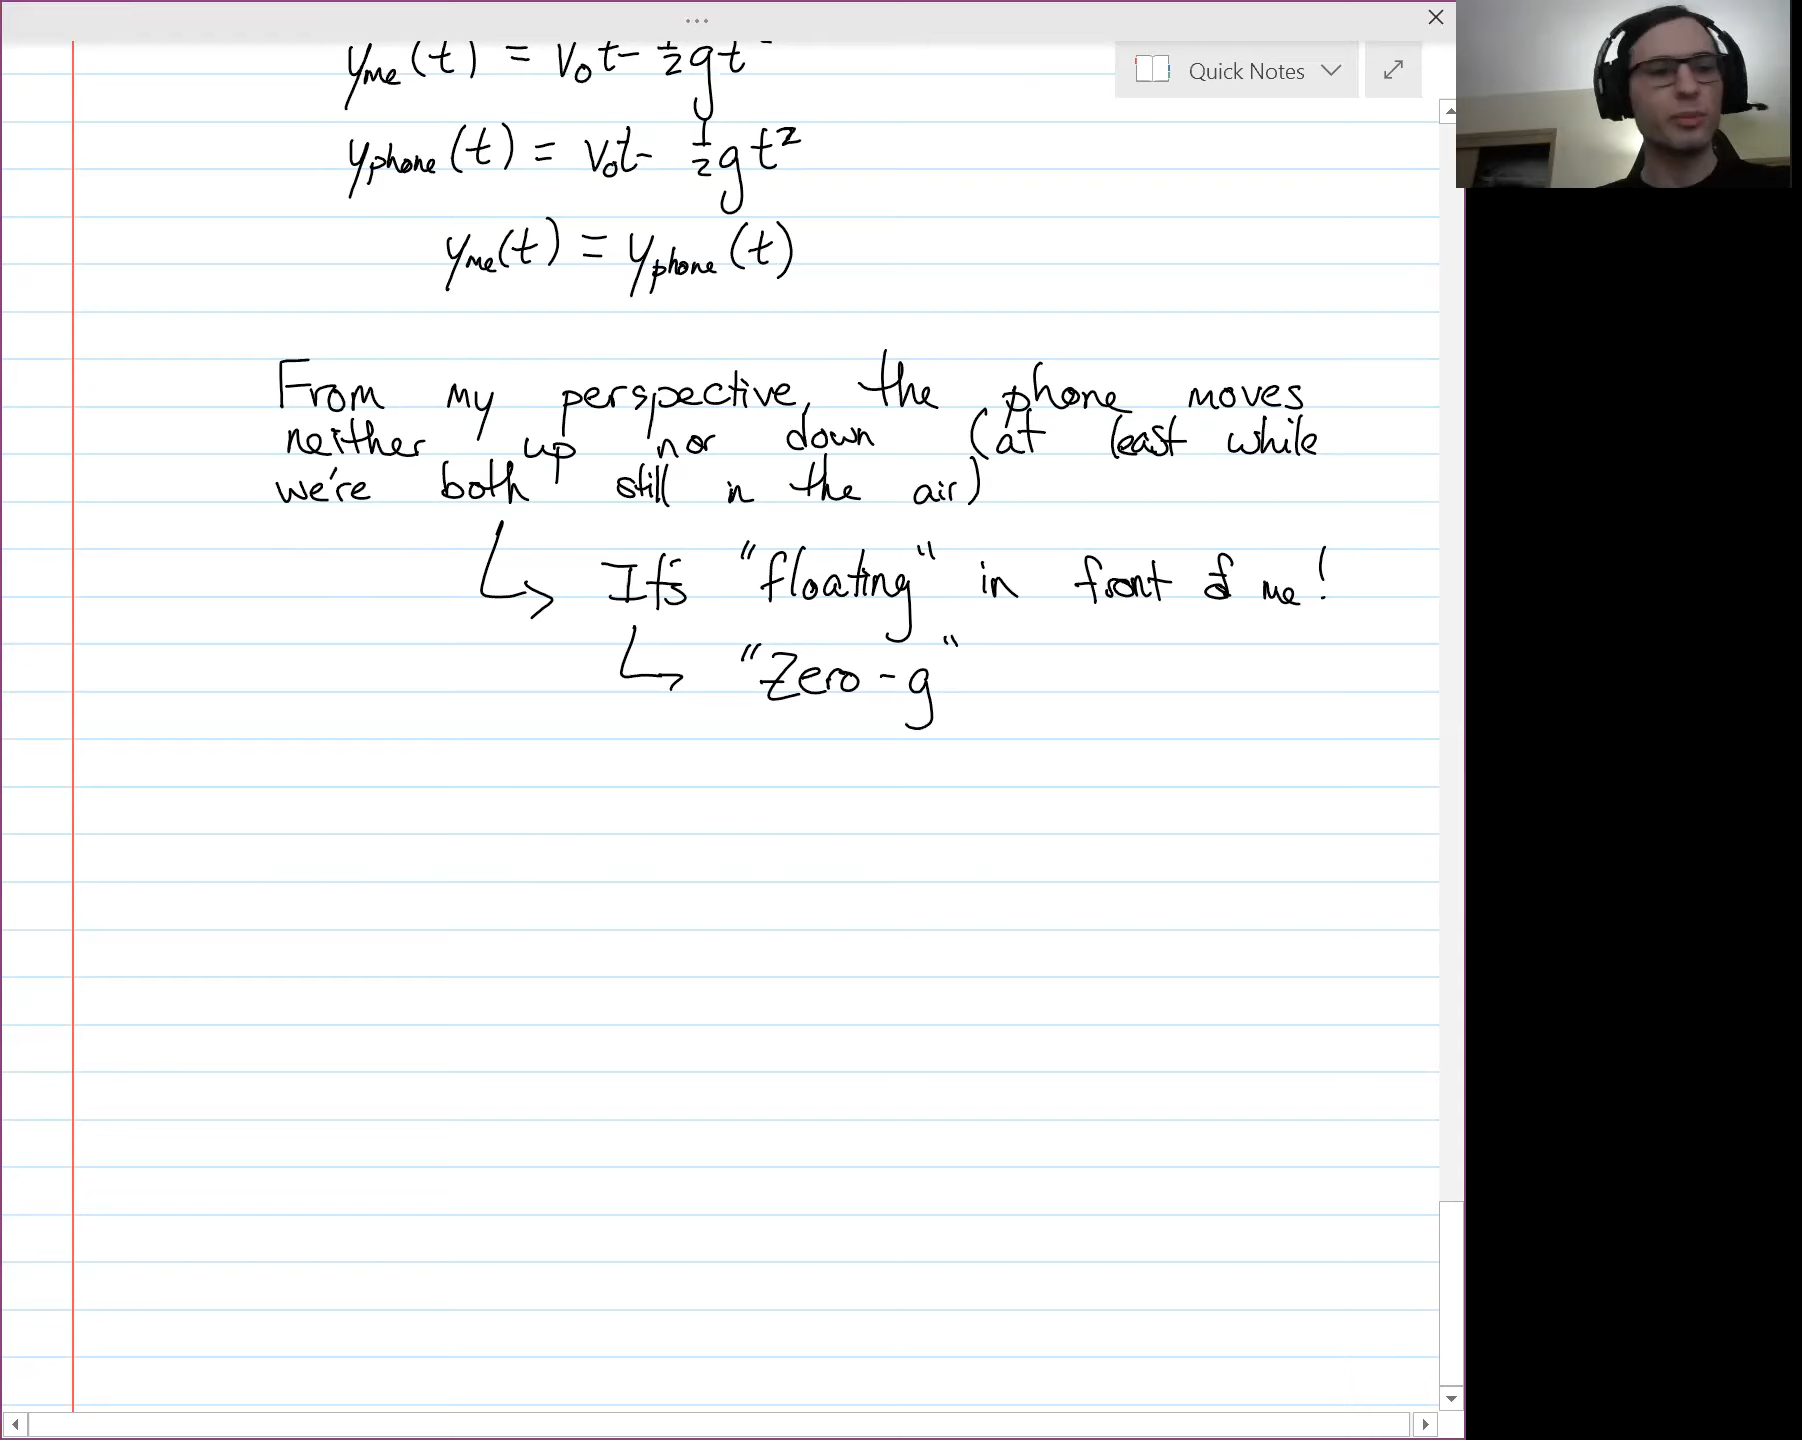 ...
y_me(t) = v₀t - ½gt²
Quick Notes
y_phone(t) = v₀t - ½gt²
y_me(t) = y_phone(t)
From my perspective, the phone moves
neither up nor down (at least while
we're both still in the air)
It's "floating" in front of me!
"Zero-g"